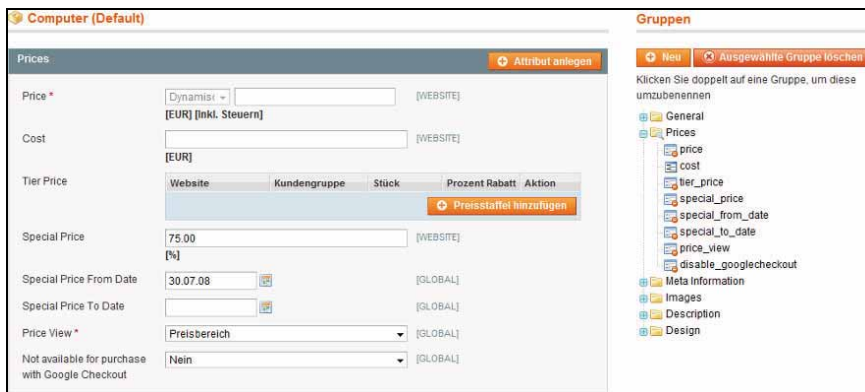 Computer (Default)
Prices
Attribut anlegen
Price *
Dynamisc
[WEBSITE]
[EUR] [Inkl. Steuern]
Cost
[WEBSITE]
[EUR]
Tier Price
Website Kundengruppe Stück Prozent Rabatt Aktion
Preisstaffel hinzufügen
Special Price
75.00
[WEBSITE]
[%]
Special Price From Date
30.07.08
[GLOBAL]
Special Price To Date
[GLOBAL]
Price View *
Preisbereich
[GLOBAL]
Not available for purchase
with Google Checkout
Nein
[GLOBAL]
Gruppen
Neu
Ausgewählte Gruppe löschen
Klicken Sie doppelt auf eine Gruppe, um diese
umzubenennen
General
Prices
price
cost
tier_price
special_price
special_from_date
special_to_date
price_view
disable_googlecheckout
Meta Information
Images
Description
Design